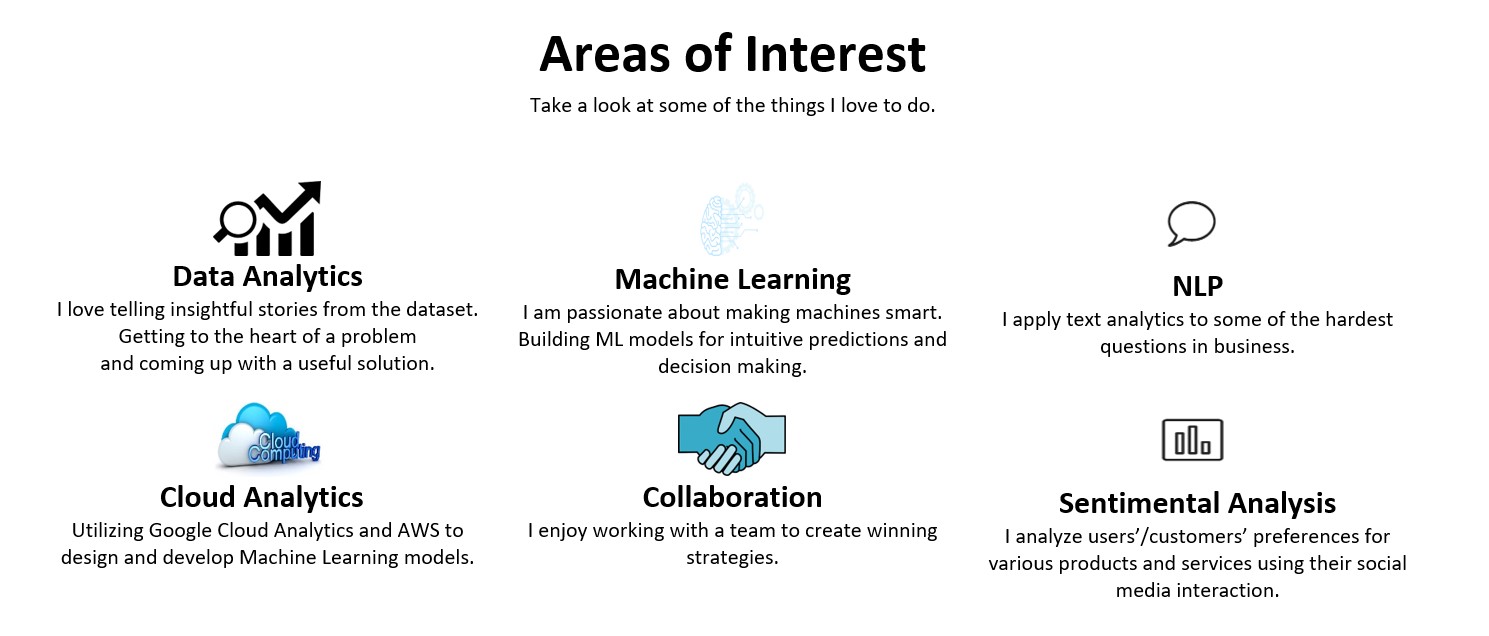 Areas of Interest
Take a look at some of the things I love to do.
Data Analytics
I love telling insightful stories from the dataset.
Getting to the heart of a problem
and coming up with a useful solution.
Machine Learning
I am passionate about making machines smart.
Building ML models for intuitive predictions and
decision making.
NLP
I apply text analytics to some of the hardest
questions in business.
Cloud
Computing
Cloud Analytics
Utilizing Google Cloud Analytics and AWS to
design and develop Machine Learning models.
Collaboration
I enjoy working with a team to create winning
strategies.
Sentimental Analysis
I analyze users’/customers’ preferences for
various products and services using their social
media interaction.